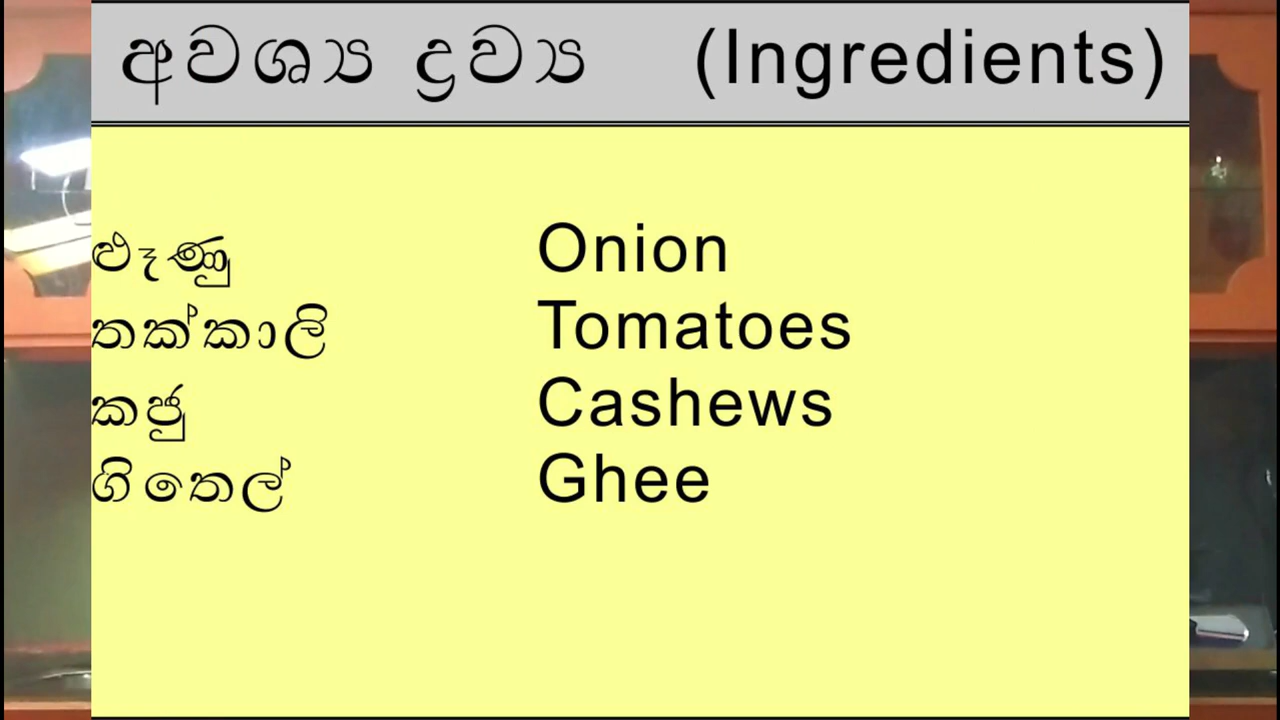 අවශ්‍ය ද්‍රව්‍ය (Ingredients)
ළූණු Onion
තක්කාලි Tomatoes
කජු Cashews
ගිතෙල් Ghee